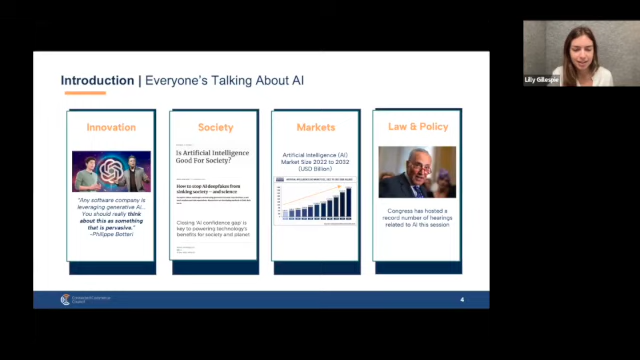 Introduction | Everyone's Talking About AI
Innovation
"Any software company is
leveraging generative AI...
You should really think
about this as something
that is pervasive."
-Philippe Botteri
Society
Is Artificial Intelligence
Good For Society?
How to stop AI deepfakes from
sinking society — and science
Closing AI confidence gap is
key to powering technology's
benefits for society and planet
Markets
Artificial Intelligence (AI)
Market Size 2022 to 2032
(USD Billion)
Law & Policy
Congress has hosted a
record number of hearings
related to AI this session
Connected Commerce
Council
4
Lilly Gillespie